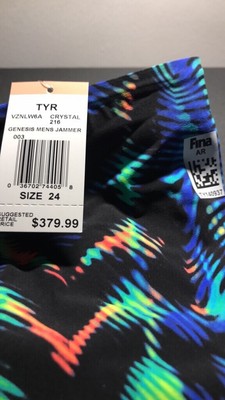 TYR
VZNLW6A CRYSTAL
216
GENESIS MENS JAMMER
003
0 36702 74405 8
SIZE 24
SUGGESTED
RETAIL
PRICE $379.99
Fina